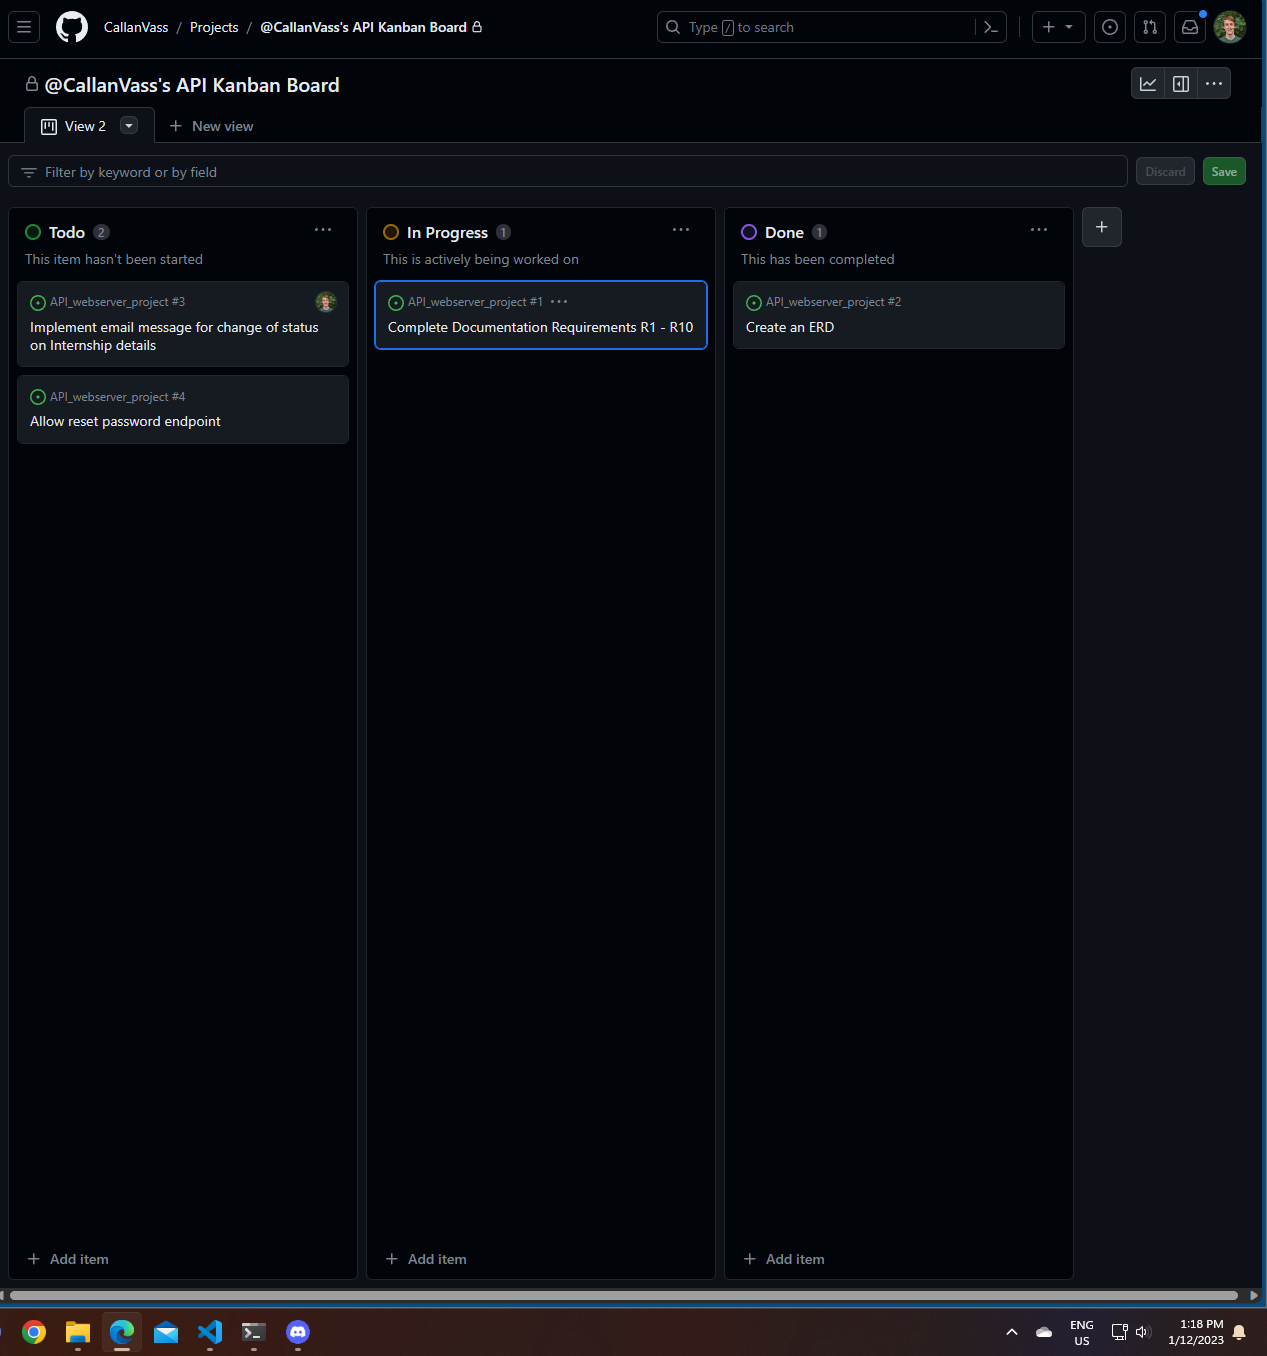 CallanVass / Projects / @CallanVass's API Kanban Board
Type / to search
@CallanVass's API Kanban Board
View 2
New view
Filter by keyword or by field
Discard
Save
Todo 2
This item hasn't been started
API_webserver_project #3
Implement email message for change of status
on Internship details
API_webserver_project #4
Allow reset password endpoint
Add item
In Progress 1
This is actively being worked on
API_webserver_project #1
Complete Documentation Requirements R1 - R10
Add item
Done 1
This has been completed
API_webserver_project #2
Create an ERD
Add item
ENG
US
1:18 PM
1/12/2023